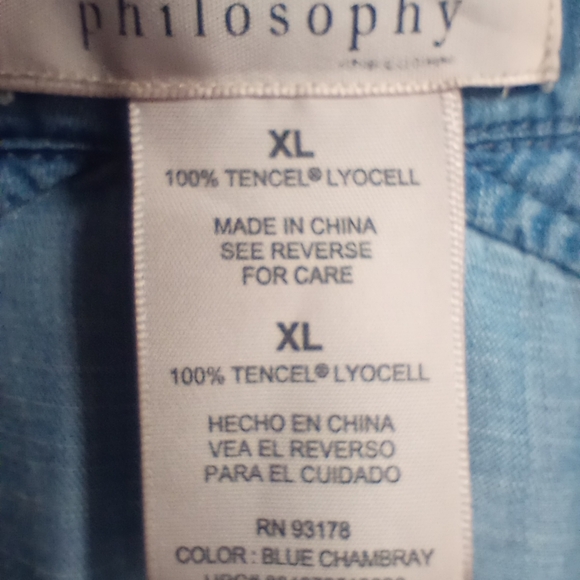 philosophy
XL
100% TENCEL® LYOCELL
MADE IN CHINA
SEE REVERSE
FOR CARE
XL
100% TENCEL® LYOCELL
HECHO EN CHINA
VEA EL REVERSO
PARA EL CUIDADO
RN 93178
COLOR : BLUE CHAMBRAY